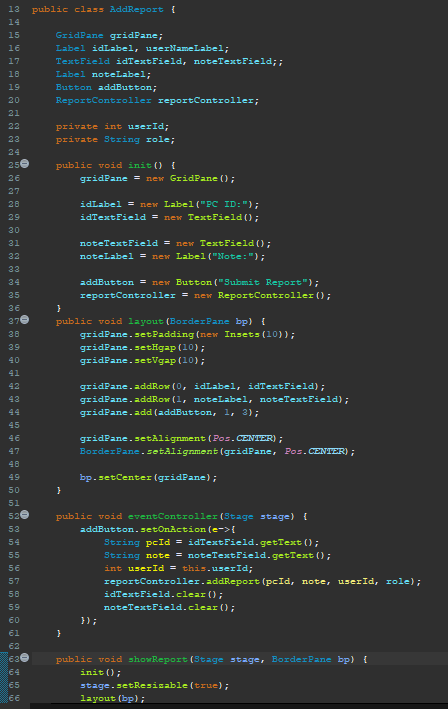 13 public class AddReport {
14
15     GridPane gridPane;
16     Label idLabel, userNameLabel;
17     TextField idTextField, noteTextField;;
18     Label noteLabel;
19     Button addButton;
20     ReportController reportController;
21
22     private int userId;
23     private String role;
24
25     public void init() {
26         gridPane = new GridPane();
27
28         idLabel = new Label("PC ID:");
29         idTextField = new TextField();
30
31         noteTextField = new TextField();
32         noteLabel = new Label("Note:");
33
34         addButton = new Button("Submit Report");
35         reportController = new ReportController();
36     }
37     public void layout(BorderPane bp) {
38         gridPane.setPadding(new Insets(10));
39         gridPane.setHgap(10);
40         gridPane.setVgap(10);
41
42         gridPane.addRow(0, idLabel, idTextField);
43         gridPane.addRow(1, noteLabel, noteTextField);
44         gridPane.add(addButton, 1, 3);
45
46         gridPane.setAlignment(Pos.CENTER);
47         BorderPane.setAlignment(gridPane, Pos.CENTER);
48
49         bp.setCenter(gridPane);
50     }
51
52     public void eventController(Stage stage) {
53         addButton.setOnAction(e->{
54             String pcId = idTextField.getText();
55             String note = noteTextField.getText();
56             int userId = this.userId;
57             reportController.addReport(pcId, note, userId, role);
58             idTextField.clear();
59             noteTextField.clear();
60         });
61     }
62
63     public void showReport(Stage stage, BorderPane bp) {
64         init();
65         stage.setResizable(true);
66         layout(bp);